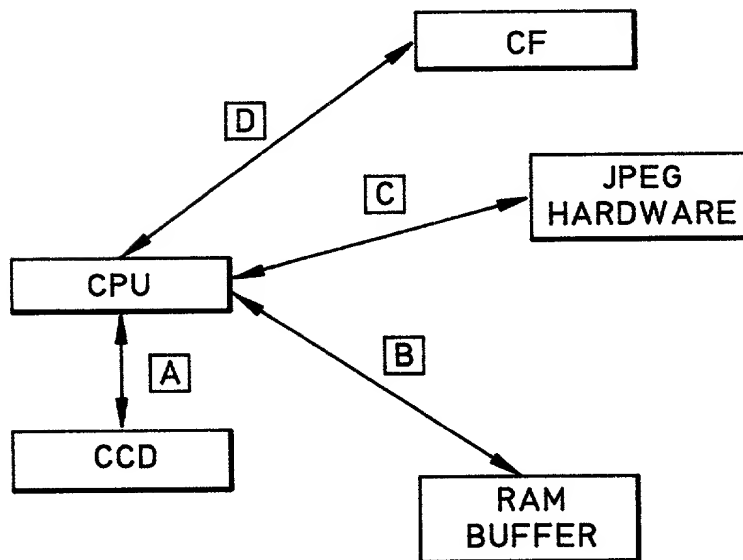 CF
D
JPEG
HARDWARE
C
CPU
B
A
CCD
RAM
BUFFER